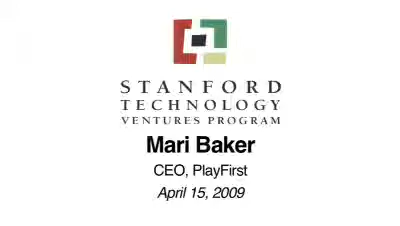 STANFORD
TECHNOLOGY
VENTURES PROGRAM
Mari Baker
CEO, PlayFirst
April 15, 2009